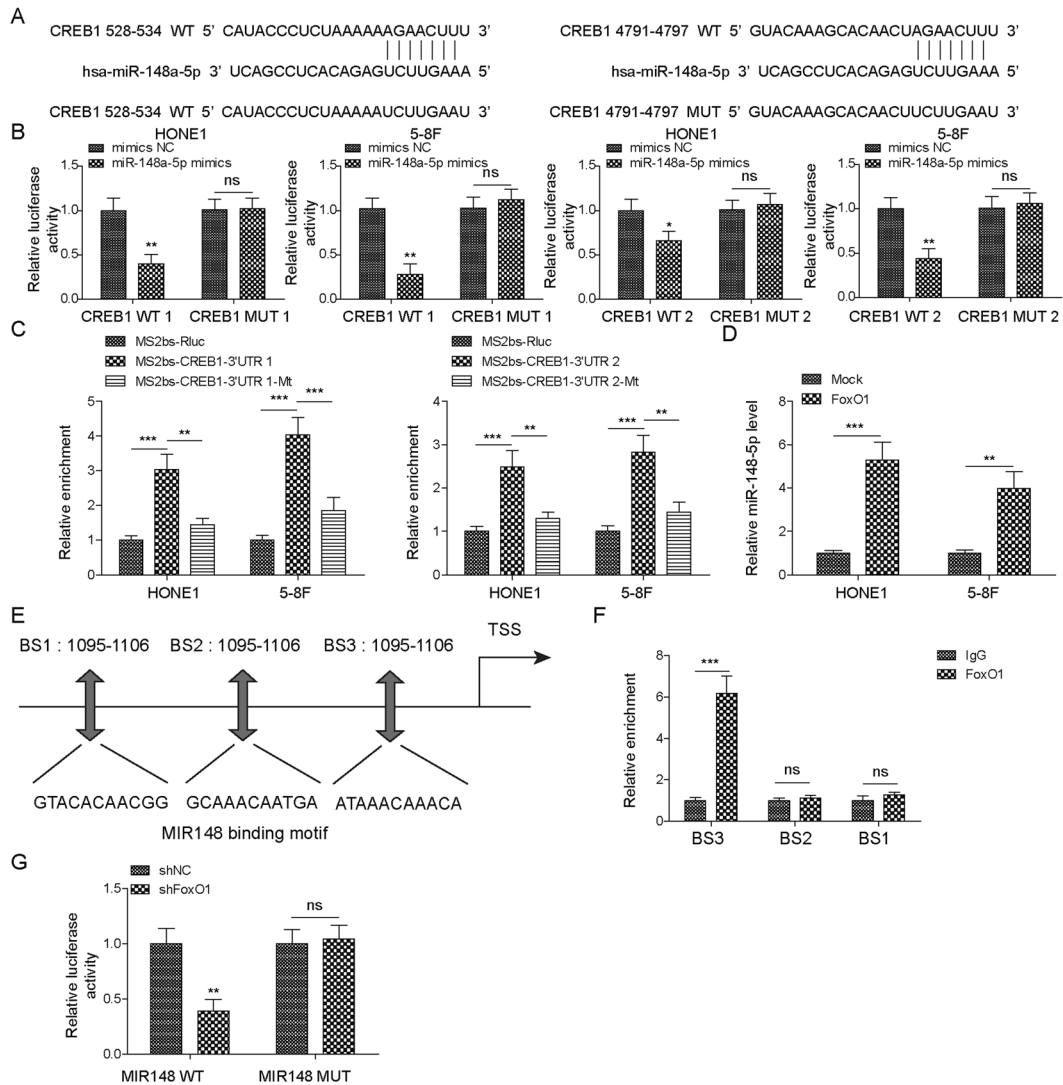 A
CREB1 528-534 WT 5’ CAUACCCUCUAAAAAAGAACUUU 3’
hsa-miR-148a-5p 3’ UCAGCCUCACAGAGUCUUGAAA 5’
CREB1 528-534 WT 5’ CAUACCCUCUAAAAAUCUUGAAU 3’
CREB1 4791-4797 WT 5’ GUACAAAGCACAACUAGAACUUU 3’
hsa-miR-148a-5p 3’ UCAGCCUCACAGAGUCUUGAAA 5’
CREB1 4791-4797 MUT 5’ GUACAAAGCACAACUUCUUGAAU 3’
B
HONE1
mimics NC
miR-148a-5p mimics
Relative luciferase
activity
1.5
1.0
0.5
0.0
**
ns
CREB1 WT 1 CREB1 MUT 1
5-8F
mimics NC
miR-148a-5p mimics
Relative luciferase
activity
1.5
1.0
0.5
0.0
**
ns
CREB1 WT 1 CREB1 MUT 1
HONE1
mimics NC
miR-148a-5p mimics
Relative luciferase
activity
1.5
1.0
0.5
0.0
*
ns
CREB1 WT 2 CREB1 MUT 2
5-8F
mimics NC
miR-148a-5p mimics
Relative luciferase
activity
1.5
1.0
0.5
0.0
**
ns
CREB1 WT 2 CREB1 MUT 2
C
MS2bs-Rluc
MS2bs-CREB1-3'UTR 1
MS2bs-CREB1-3'UTR 1-Mt
Relative enrichment
5
4
3
2
1
0
*** **
*** ***
HONE1 5-8F
MS2bs-Rluc
MS2bs-CREB1-3'UTR 2
MS2bs-CREB1-3'UTR 2-Mt
Relative enrichment
4
3
2
1
0
*** **
*** **
HONE1 5-8F
D
Mock
FoxO1
Relative miR-148-5p level
8
6
4
2
0
***
**
HONE1 5-8F
E
BS1 : 1095-1106 BS2 : 1095-1106 BS3 : 1095-1106
TSS
GTACACAACGG GCAAACAATGA ATAAACAAACA
MIR148 binding motif
F
IgG
FoxO1
Relative enrichment
8
6
4
2
0
***
ns
ns
BS3 BS2 BS1
G
shNC
shFoxO1
Relative luciferase
activity
1.5
1.0
0.5
0.0
**
ns
MIR148 WT MIR148 MUT